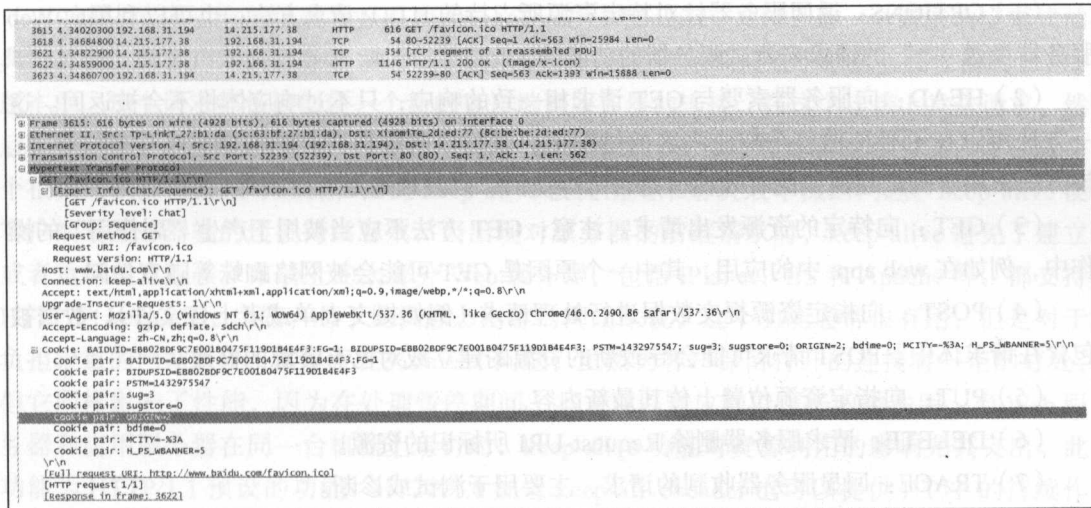 3615 4.34020300 192.168.31.194 14.215.177.38 HTTP 616 GET /favicon.ico HTTP/1.1
3618 4.34684800 14.215.177.38 192.168.31.194 TCP 54 80→52239 [ACK] Seq=1 Ack=563 Win=25984 Len=0
3621 4.34822900 14.215.177.38 192.168.31.194 TCP 354 [TCP segment of a reassembled PDU]
3622 4.34859000 14.215.177.38 192.168.31.194 HTTP 1146 HTTP/1.1 200 OK (image/x-icon)
3623 4.34860700 192.168.31.194 14.215.177.38 TCP 54 52239→80 [ACK] Seq=563 Ack=1393 Win=15888 Len=0
Frame 3615: 616 bytes on wire (4928 bits), 616 bytes captured (4928 bits) on interface 0
Ethernet II, Src: Tp-LinkT_27:b1:da (5c:63:bf:27:b1:da), Dst: XiaomiTe_2d:ed:77 (8c:be:be:2d:ed:77)
Internet Protocol Version 4, Src: 192.168.31.194 (192.168.31.194), Dst: 14.215.177.38 (14.215.177.38)
Transmission Control Protocol, Src Port: 52239 (52239), Dst Port: 80 (80), Seq: 1, Ack: 1, Len: 562
Hypertext Transfer Protocol
GET /favicon.ico HTTP/1.1\r\n
[Expert Info (Chat/Sequence): GET /favicon.ico HTTP/1.1\r\n]
[GET /favicon.ico HTTP/1.1\r\n]
[Severity level: Chat]
[Group: Sequence]
Request Method: GET
Request URI: /favicon.ico
Request Version: HTTP/1.1
Host: www.baidu.com\r\n
Connection: keep-alive\r\n
Accept: text/html,application/xhtml+xml,application/xml;q=0.9,image/webp,*/*;q=0.8\r\n
Upgrade-Insecure-Requests: 1\r\n
User-Agent: Mozilla/5.0 (Windows NT 6.1; WOW64) AppleWebKit/537.36 (KHTML, like Gecko) Chrome/46.0.2490.86 Safari/537.36\r\n
Accept-Encoding: gzip, deflate, sdch\r\n
Accept-Language: zh-CN,zh;q=0.8\r\n
Cookie: BAIDUID=EBB02BDF9C7E001B0475F119D1B4E4F3:FG=1; BIDUPSID=EBB02BDF9C7E001B0475F119D1B4E4F3; PSTM=1432975547; sug=3; sugstore=0; ORIGIN=2; bdime=0; MCITY=-%3A; H_PS_WBANNER=5\r\n
Cookie pair: BAIDUID=EBB02BDF9C7E001B0475F119D1B4E4F3:FG=1
Cookie pair: BIDUPSID=EBB02BDF9C7E001B0475F119D1B4E4F3
Cookie pair: PSTM=1432975547
Cookie pair: sug=3
Cookie pair: sugstore=0
Cookie pair: ORIGIN=2
Cookie pair: bdime=0
Cookie pair: MCITY=-%3A
Cookie pair: H_PS_WBANNER=5
\r\n
[Full request URI: http://www.baidu.com/favicon.ico]
[HTTP request 1/1]
[Response in frame: 3622]